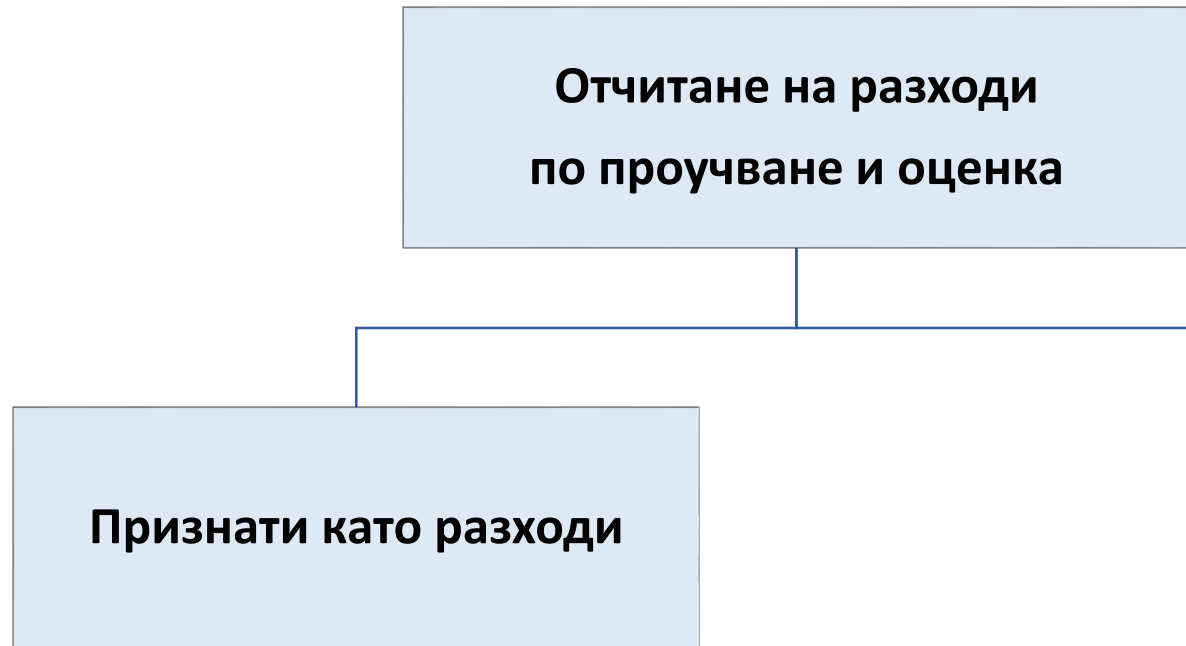 Отчитане на разходи
по проучване и оценка
Признати като разходи